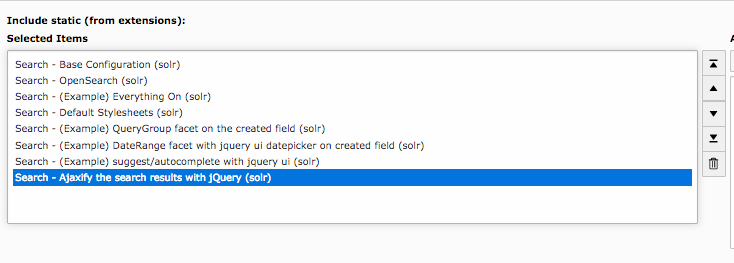 Include static (from extensions):
Selected Items
Search - Base Configuration (solr)
Search - OpenSearch (solr)
Search - (Example) Everything On (solr)
Search - Default Stylesheets (solr)
Search - (Example) QueryGroup facet on the created field (solr)
Search - (Example) DateRange facet with jquery ui datepicker on created field (solr)
Search - (Example) suggest/autocomplete with jquery ui (solr)
Search - Ajaxify the search results with jQuery (solr)